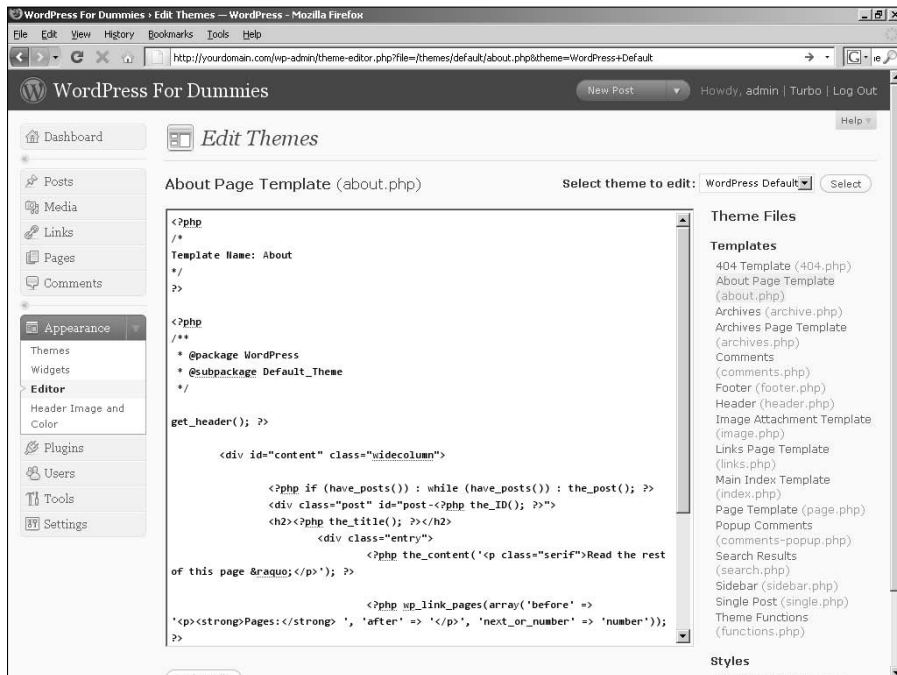 WordPress For Dummies › Edit Themes — WordPress - Mozilla Firefox
File Edit View History Bookmarks Tools Help
http://yourdomain.com/wp-admin/theme-editor.php?file=/themes/default/about.php&theme=WordPress+Default
WordPress For Dummies
New Post
Howdy, admin | Turbo | Log Out
Help
Dashboard
Posts
Media
Links
Pages
Comments
Appearance
Themes
Widgets
Editor
Header Image and
Color
Plugins
Users
Tools
Settings
Edit Themes
About Page Template (about.php)
Select theme to edit: WordPress Default Select
<?php
/*
Template Name: About
*/
?>
<?php
/**
* @package WordPress
* @subpackage Default_Theme
*/
get_header(); ?>
<div id="content" class="widecolumn">
<?php if (have_posts()) : while (have_posts()) : the_post(); ?>
<div class="post" id="post-<?php the_ID(); ?>">
<h2><?php the_title(); ?></h2>
<div class="entry">
<?php the_content('<p class="serif">Read the rest
of this page &raquo;</p>'); ?>
<?php wp_link_pages(array('before' =>
'<p><strong>Pages:</strong> ', 'after' => '</p>', 'next_or_number' => 'number'));
?>
Theme Files
Templates
404 Template (404.php)
About Page Template
(about.php)
Archives (archive.php)
Archives Page Template
(archives.php)
Comments
(comments.php)
Footer (footer.php)
Header (header.php)
Image Attachment Template
(image.php)
Links Page Template
(links.php)
Main Index Template
(index.php)
Page Template (page.php)
Popup Comments
(comments-popup.php)
Search Results
(search.php)
Sidebar (sidebar.php)
Single Post (single.php)
Theme Functions
(functions.php)
Styles